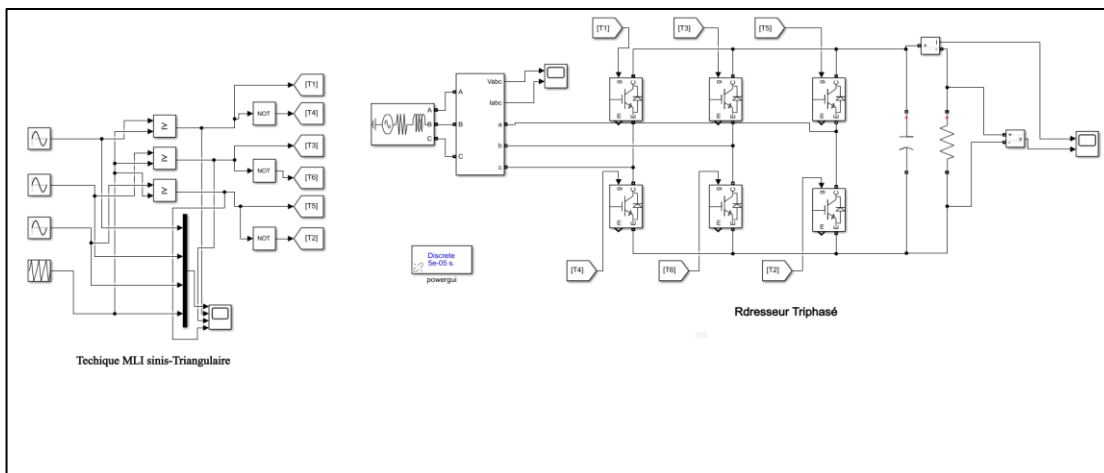 [T1]
[T3]
[T5]
[T1]
NOT
[T4]
≥
[T3]
≥
NOT
[T6]
≥
[T5]
NOT
[T2]
Vabc
Iabc
A
A
a
B
B
b
C
C
c
g
C
E
g
C
E
g
C
E
g
C
E
g
C
E
g
C
E
+
i
-
+
+
+
v
-
[T4]
[T6]
[T2]
Discrete
5e-05 s.
powergui
Rdresseur Triphasé
Techique MLI sinis-Triangulaire